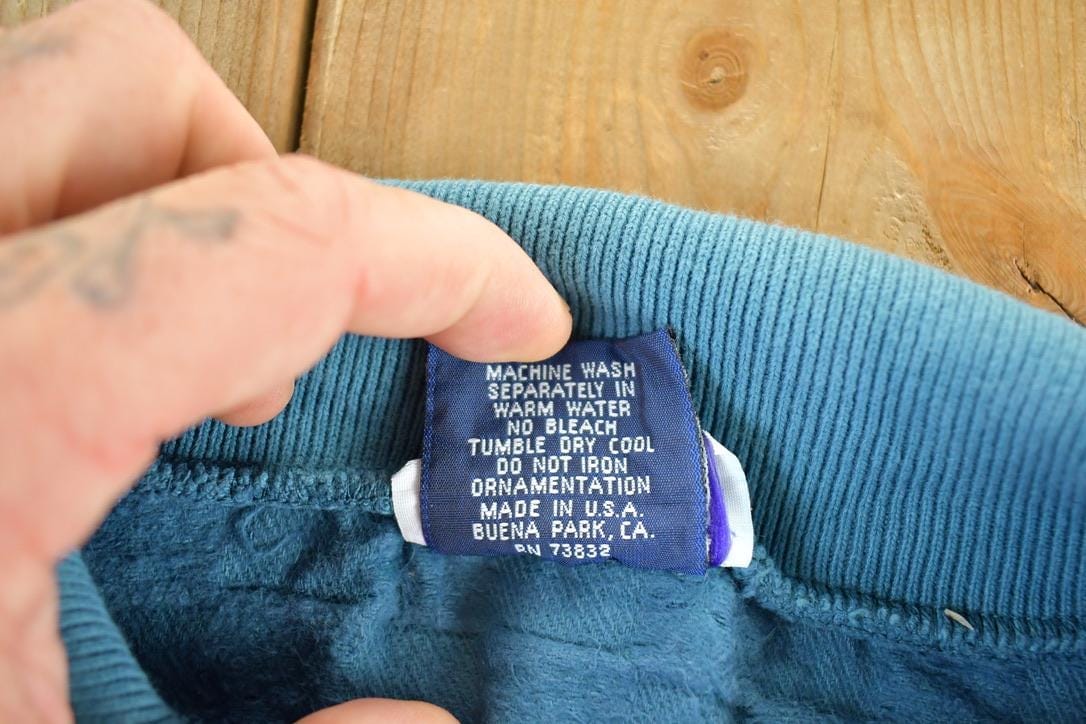 MACHINE WASH
SEPARATELY IN
WARM WATER
NO BLEACH
TUMBLE DRY COOL
DO NOT IRON
ORNAMENTATION
MADE IN U.S.A.
BUENA PARK, CA.
RN 73832